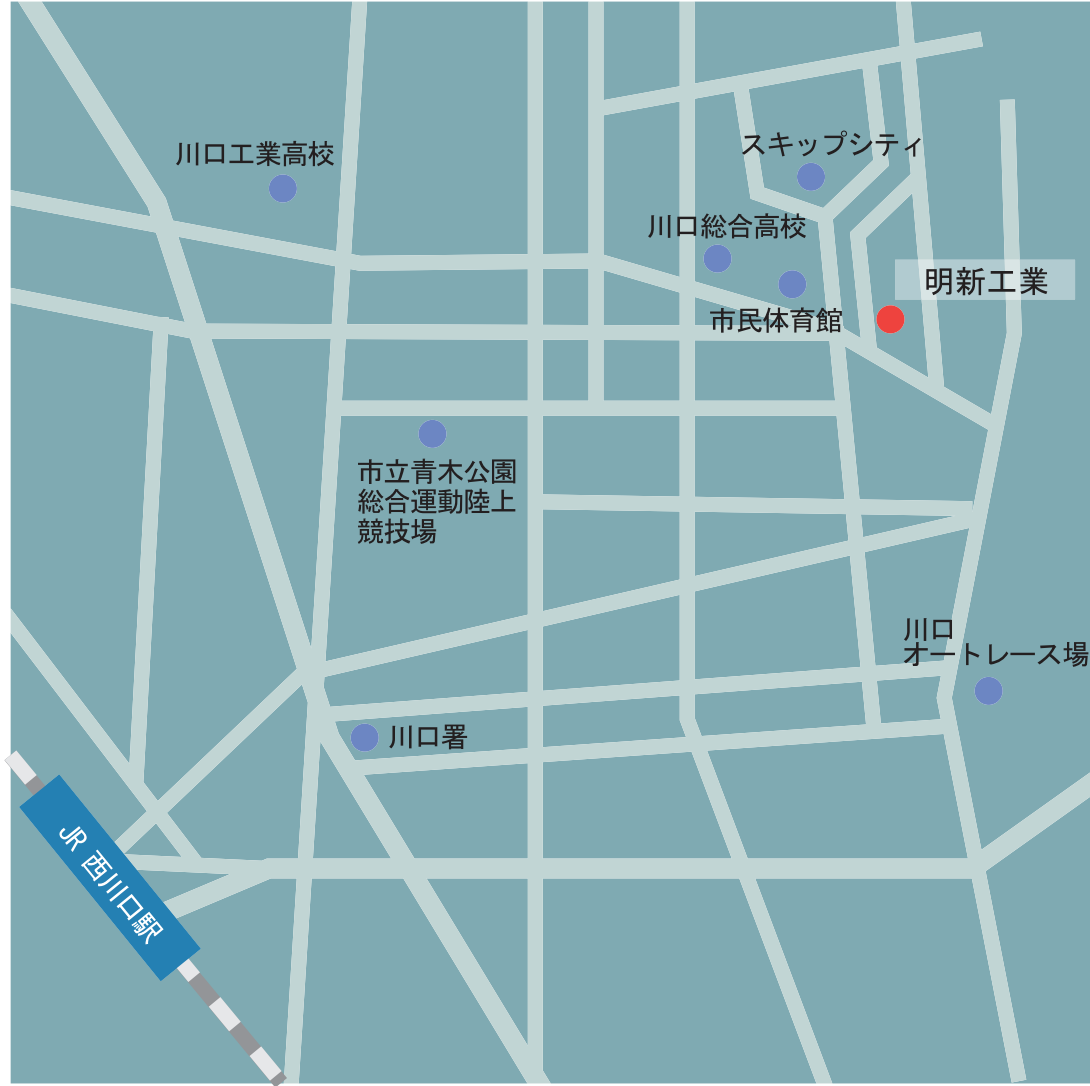 川口工業高校
スキップシティ
川口総合高校
明新工業
市民体育館
市立青木公園
総合運動陸上
競技場
川口
オートレース場
川口署
JR 西川口駅